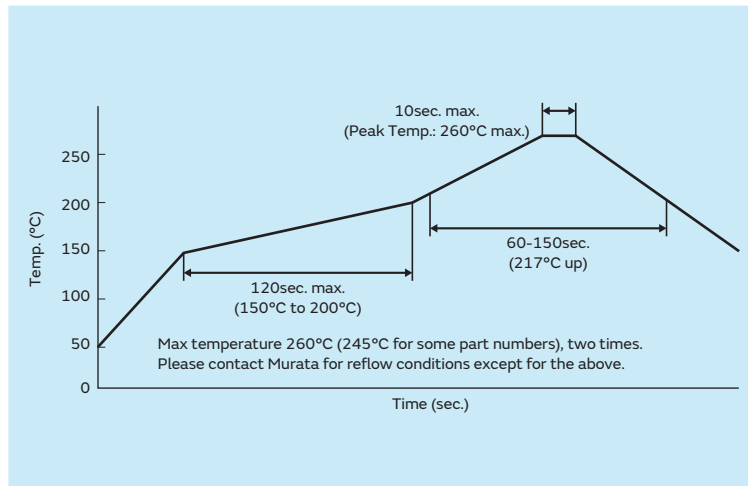 10sec. max.
(Peak Temp.: 260°C max.)
250
200
150
100
50
0
Temp. (°C)
60-150sec.
(217°C up)
120sec. max.
(150°C to 200°C)
Max temperature 260°C (245°C for some part numbers), two times.
Please contact Murata for reflow conditions except for the above.
Time (sec.)